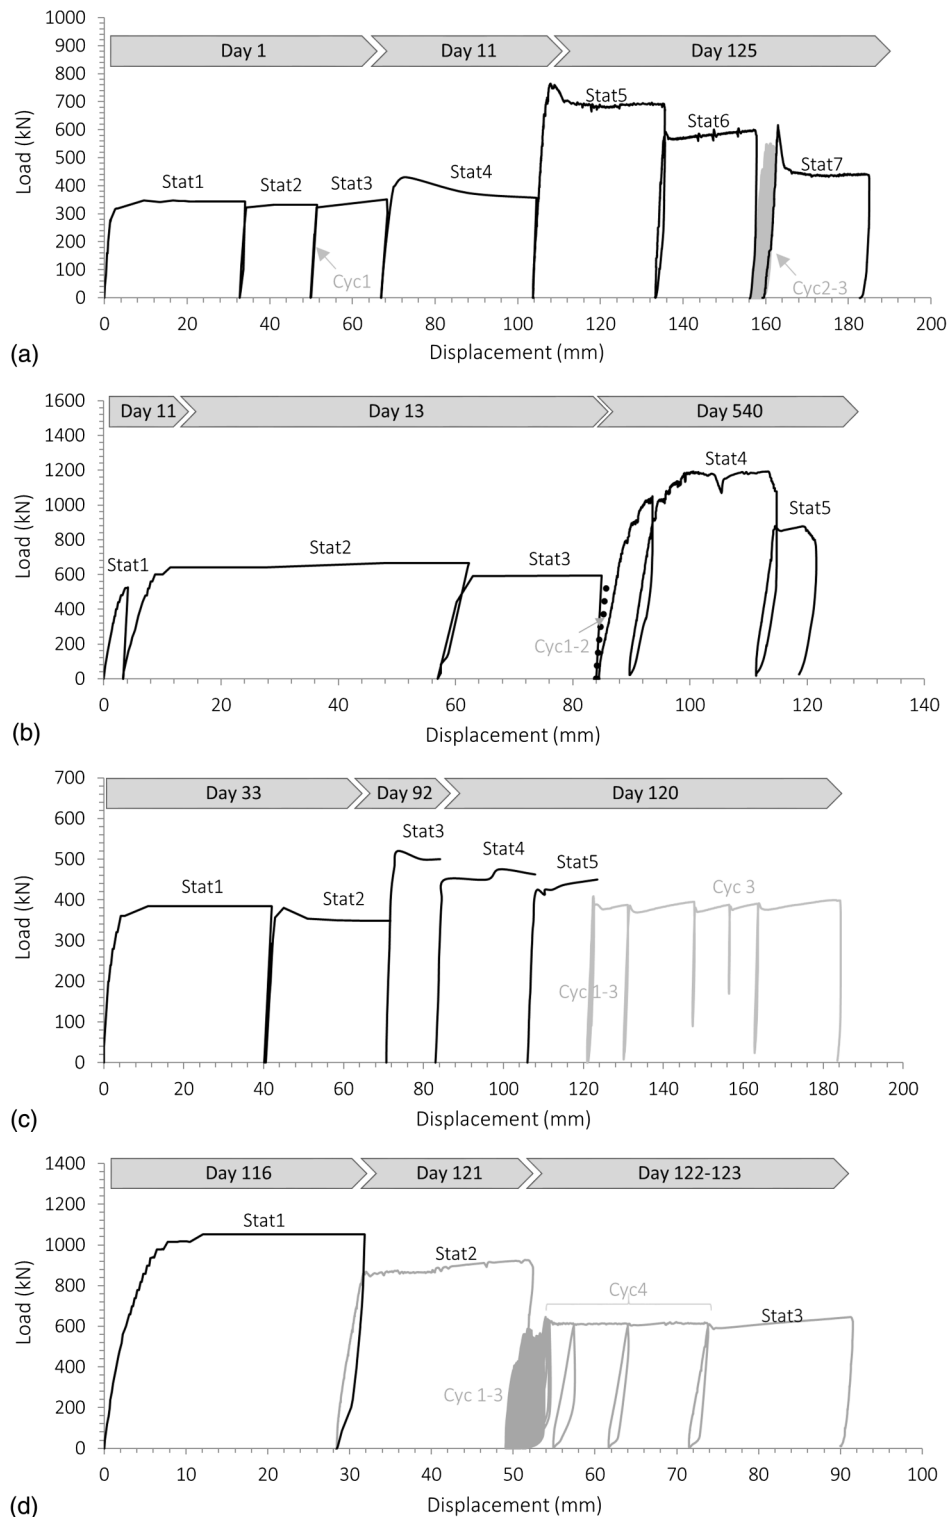 1000
900
800
700
600
500
400
300
200
100
0
Load (kN)
Day 1 Day 11 Day 125
Stat1 Stat2 Stat3 Stat4 Stat5 Stat6 Stat7
Cyc1 Cyc2-3
0 20 40 60 80 100 120 140 160 180 200
Displacement (mm)
(a)
1600
1400
1200
1000
800
600
400
200
0
Load (kN)
Day 11 Day 13 Day 540
Stat1 Stat2 Stat3 Stat4 Stat5
Cyc1-2
0 20 40 60 80 100 120 140
Displacement (mm)
(b)
700
600
500
400
300
200
100
0
Load (kN)
Day 33 Day 92 Day 120
Stat1 Stat2 Stat3 Stat4 Stat5 Cyc 3
Cyc 1-3
0 20 40 60 80 100 120 140 160 180 200
Displacement (mm)
(c)
1400
1200
1000
800
600
400
200
0
Load (kN)
Day 116 Day 121 Day 122-123
Stat1 Stat2 Cyc4 Stat3
Cyc 1-3
0 10 20 30 40 50 60 70 80 90 100
Displacement (mm)
(d)